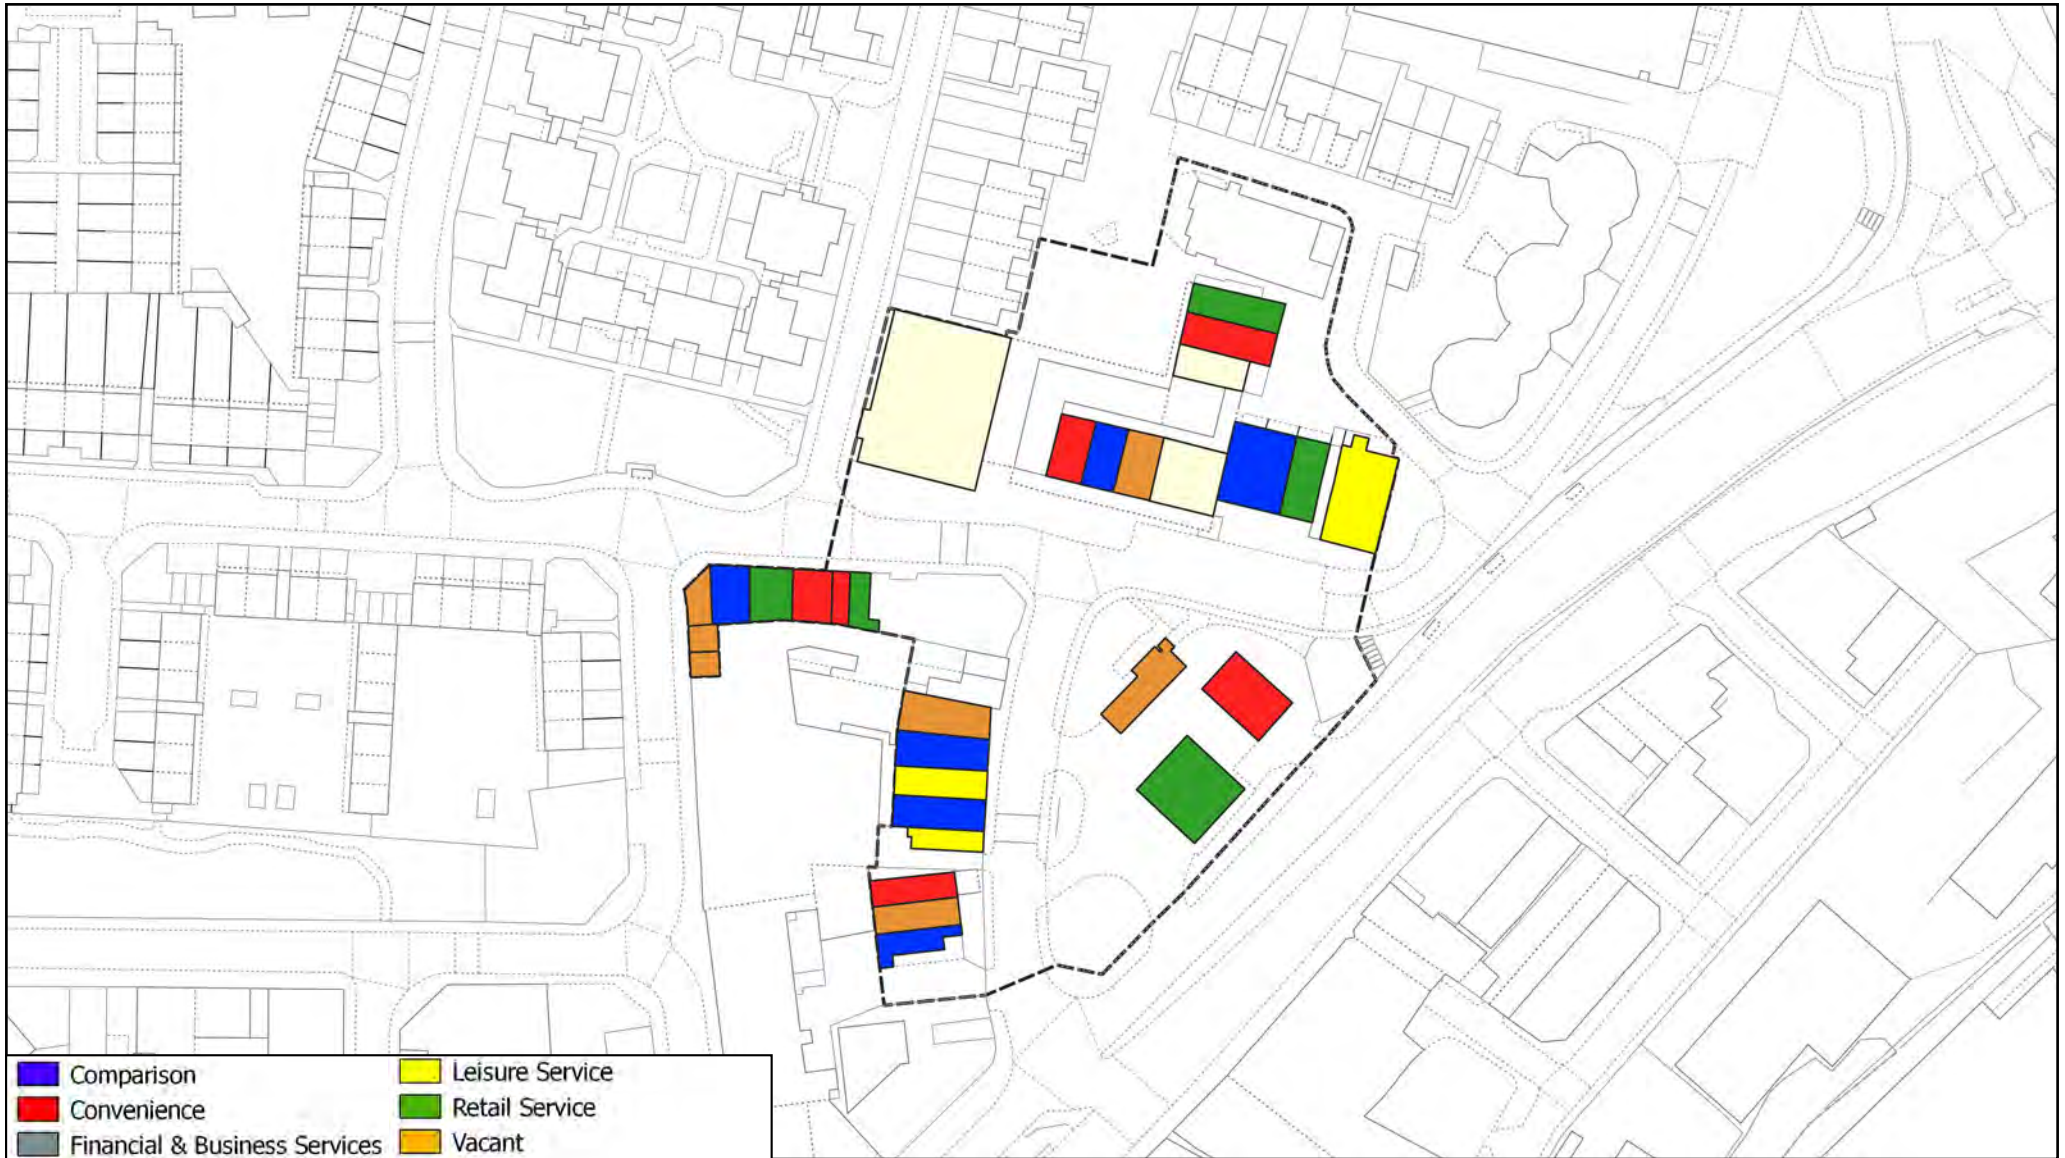 Comparison
Convenience
Financial & Business Services
Leisure Service
Retail Service
Vacant